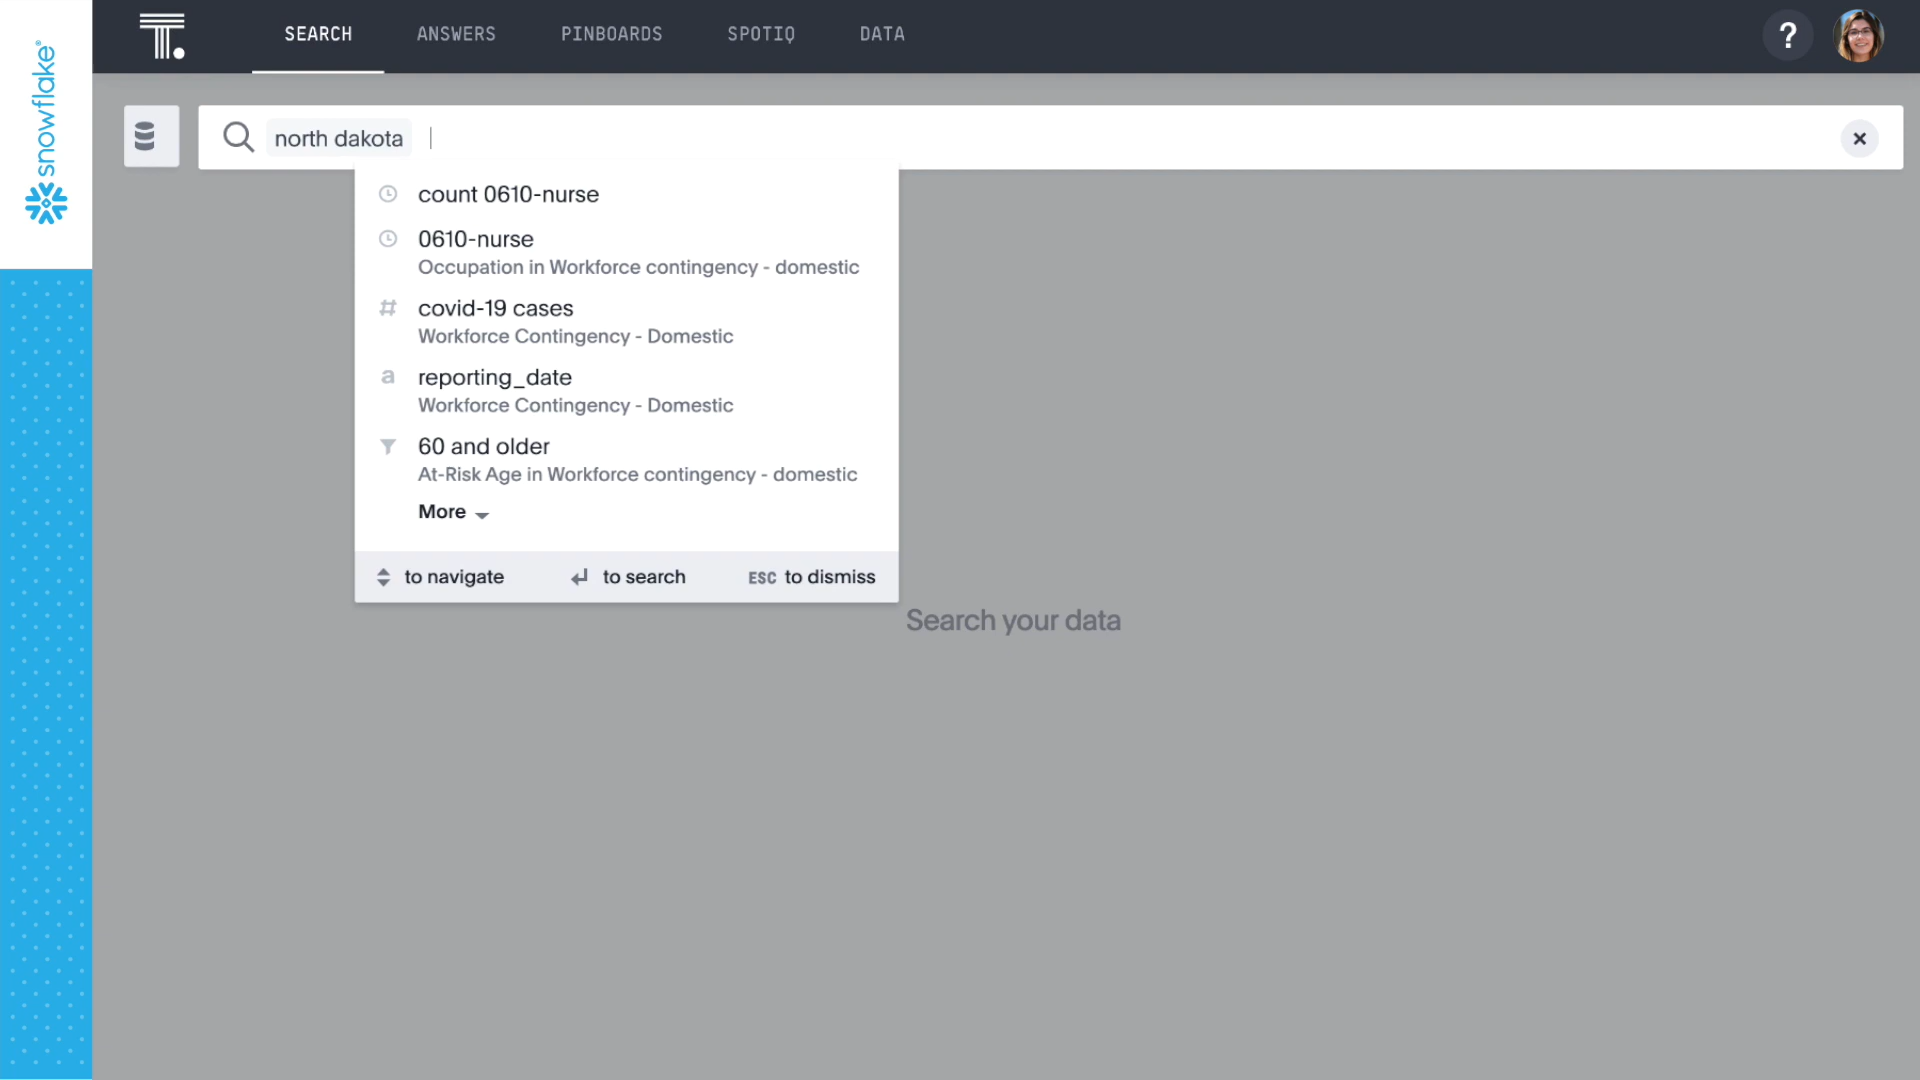 snowflake®
T.
SEARCH
ANSWERS
PINBOARDS
SPOTIQ
DATA
?
north dakota
count 0610-nurse
0610-nurse
Occupation in Workforce contingency - domestic
# covid-19 cases
Workforce Contingency - Domestic
a reporting_date
Workforce Contingency - Domestic
60 and older
At-Risk Age in Workforce contingency - domestic
More
to navigate
to search
ESC to dismiss
Search your data